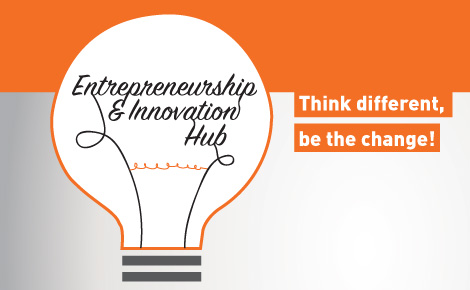 Entrepreneurship
& Innovation
Hub
Think different,
be the change!